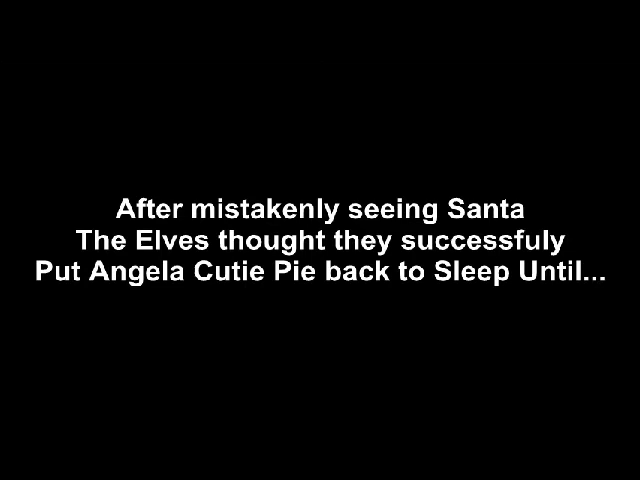 After mistakenly seeing Santa
The Elves thought they successfuly
Put Angela Cutie Pie back to Sleep Until...